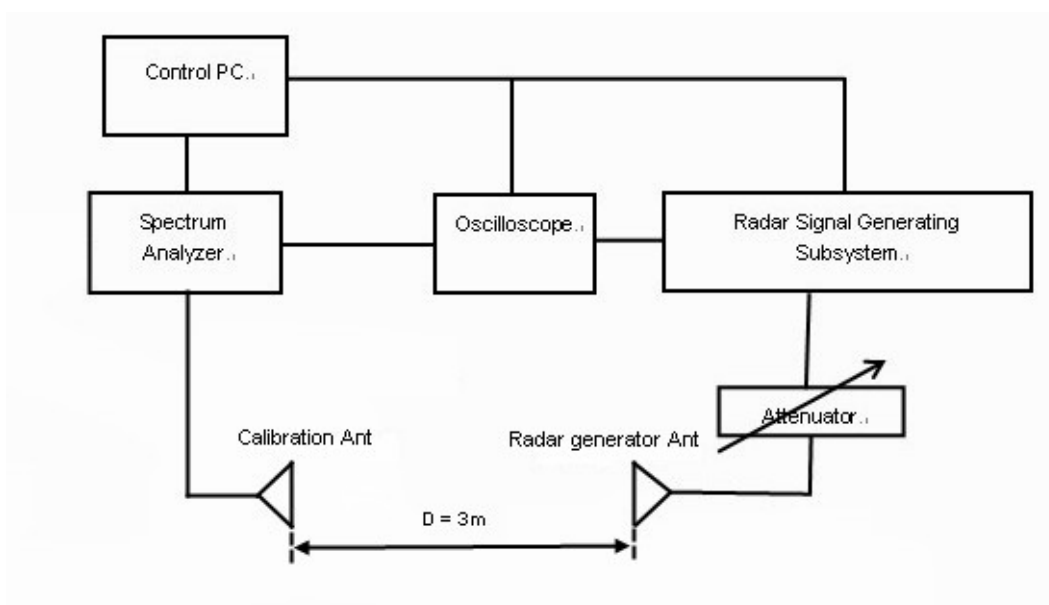 Control PC.
Spectrum
Analyzer.
Oscilloscope.
Radar Signal Generating
Subsystem.
Attenuator.
Calibration Ant
Radar generator Ant
D = 3m